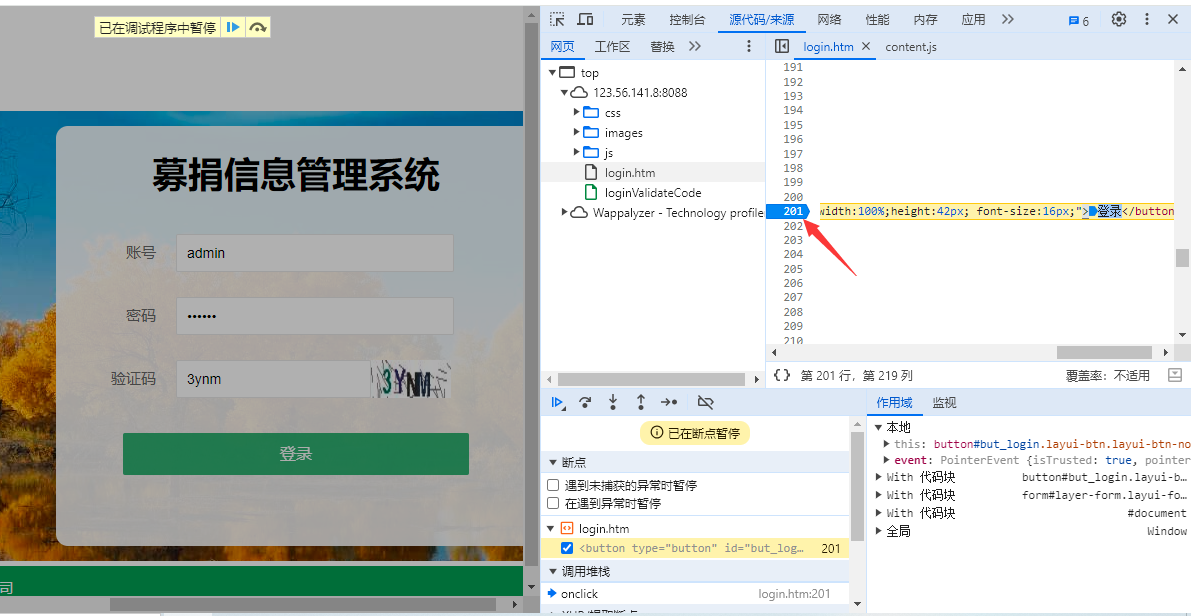 已在调试程序中暂停
募捐信息管理系统
账号 admin
密码 ••••••
验证码 3ynm 3YNM
登录
司
元素 控制台 源代码/来源 网络 性能 内存 应用 6
网页 工作区 替换
login.htm content.js
top
123.56.141.8:8088
css
images
js
login.htm
loginValidateCode
Wappalyzer - Technology profile
191
192
193
194
195
196
197
198
199
200
201 width:100%;height:42px; font-size:16px;">登录</button
202
203
204
205
206
207
208
209
210
{} 第 201 行，第 219 列 覆盖率：不适用
已在断点暂停
断点
遇到未捕获的异常时暂停
在遇到异常时暂停
login.htm
<button type="button" id="but_log… 201
调用堆栈
onclick login.htm:201
作用域 监视
本地
this: button#but_login.layui-btn.layui-btn-no
event: PointerEvent {isTrusted: true, pointer
With 代码块 button#but_login.layui-b…
With 代码块 form#layer-form.layui-fo…
With 代码块 #document
全局 Window